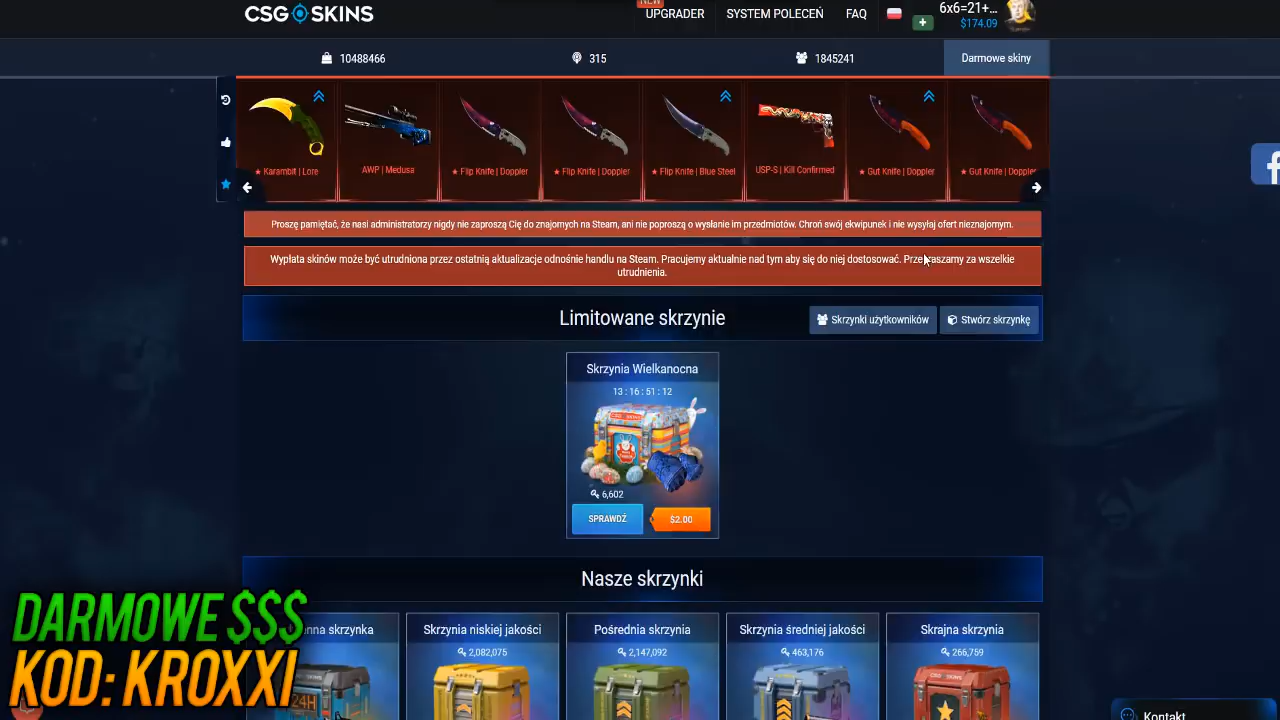 CSG SKINS
NEW
UPGRADER
SYSTEM POLECEŃ
FAQ
6x6=21+...
$174.09
10488466
315
1845241
Darmowe skiny
★ Karambit | Lore
AWP | Medusa
★ Flip Knife | Doppler
★ Flip Knife | Doppler
★ Flip Knife | Blue Steel
USP-S | Kill Confirmed
★ Gut Knife | Doppler
★ Gut Knife | Doppler
Proszę pamiętać, że nasi administratorzy nigdy nie zaproszą Cię do znajomych na Steam, ani nie poproszą o wysłanie im przedmiotów. Chroń swój ekwipunek i nie wysyłaj ofert nieznajomym.
Wypłata skinów może być utrudniona przez ostatnią aktualizacje odnośnie handlu na Steam. Pracujemy aktualnie nad tym aby się do niej dostosować. Przepraszamy za wszelkie
utrudnienia.
Limitowane skrzynie
Skrzynki użytkowników
Stwórz skrzynkę
Skrzynia Wielkanocna
13 : 16 : 51 : 12
6,602
SPRAWDŹ
$2.00
Nasze skrzynki
Skrzynia niskiej jakości
Pośrednia skrzynia
Skrzynia średniej jakości
Skrajna skrzynia
skrzynka
2,082,075
2,147,092
463,176
266,759
24H
DARMOWE $$$
KOD: KROXXI
Kontakt